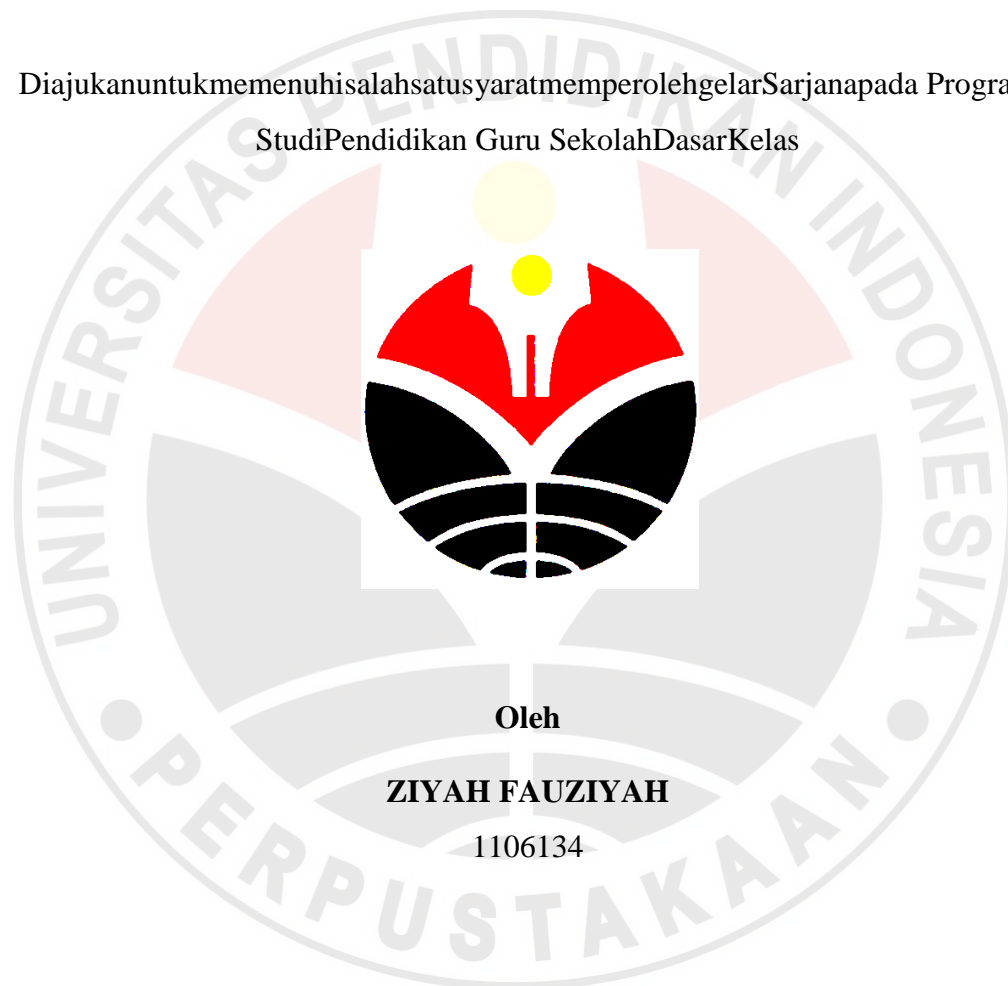 DiajukanuntukmemenuhisalahsatusyaratmemperolehgelarSarjanapada Progra
StudiPendidikan Guru SekolahDasarKelas
UNIVERSITAS PENDIDIKAN INDONESIA
Oleh
ZIYAH FAUZIYAH
1106134
PERPUSTAKAAN